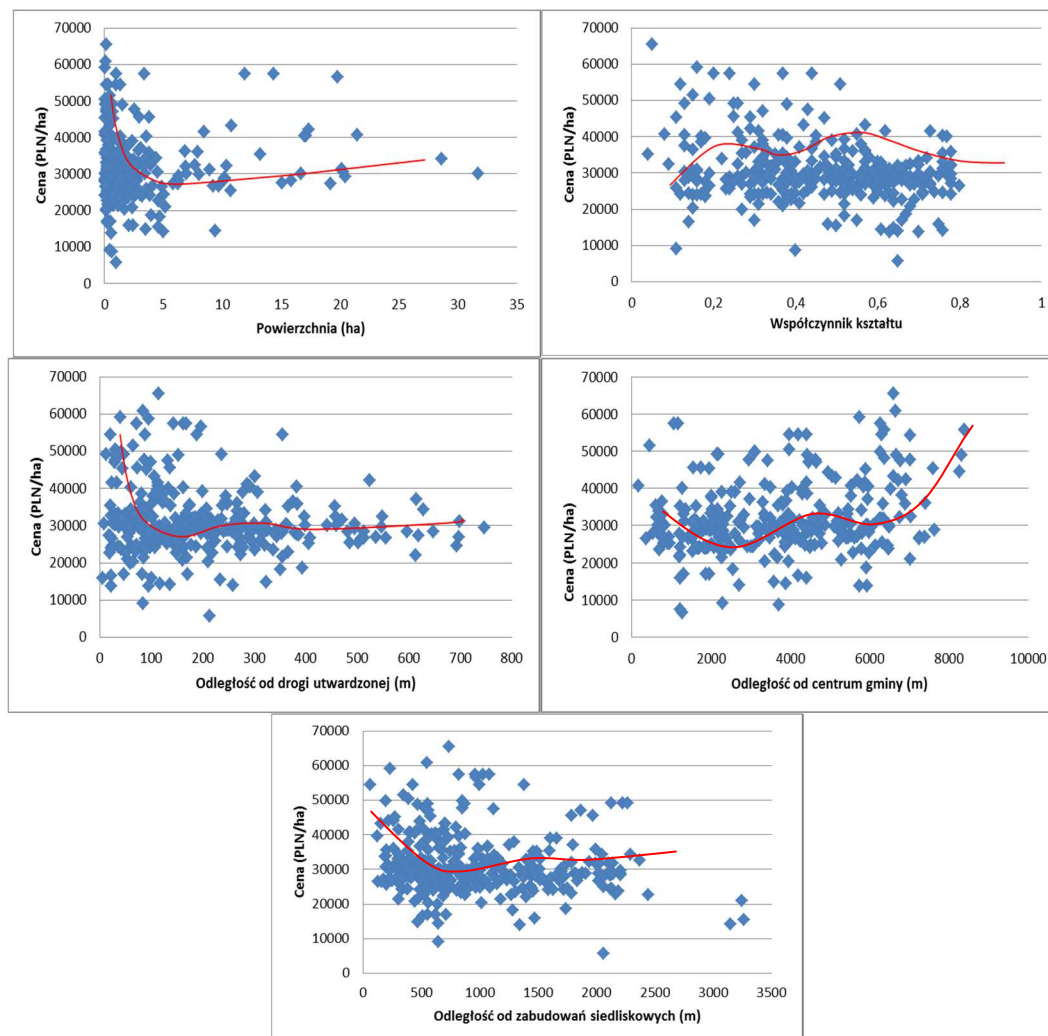 70000
60000
50000
40000
30000
20000
10000
0
Cena (PLN/ha)
0 5 10 15 20 25 30 35
Powierzchnia (ha)
70000
60000
50000
40000
30000
20000
10000
0
Cena (PLN/ha)
0 0,2 0,4 0,6 0,8 1
Współczynnik kształtu
70000
60000
50000
40000
30000
20000
10000
0
Cena (PLN/ha)
0 100 200 300 400 500 600 700 800
Odległość od drogi utwardzonej (m)
70000
60000
50000
40000
30000
20000
10000
0
Cena (PLN/ha)
0 2000 4000 6000 8000 10000
Odległość od centrum gminy (m)
70000
60000
50000
40000
30000
20000
10000
0
Cena (PLN/ha)
0 500 1000 1500 2000 2500 3000 3500
Odległość od zabudowań siedliskowych (m)